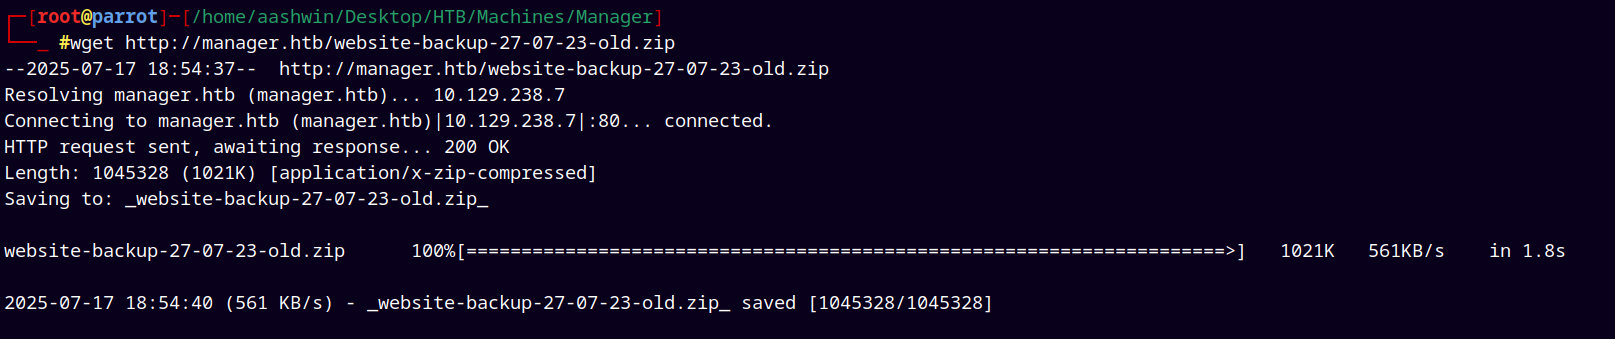 ┌─[root@parrot]─[/home/aashwin/Desktop/HTB/Machines/Manager]
└──_ #wget http://manager.htb/website-backup-27-07-23-old.zip
--2025-07-17 18:54:37--  http://manager.htb/website-backup-27-07-23-old.zip
Resolving manager.htb (manager.htb)... 10.129.238.7
Connecting to manager.htb (manager.htb)|10.129.238.7|:80... connected.
HTTP request sent, awaiting response... 200 OK
Length: 1045328 (1021K) [application/x-zip-compressed]
Saving to: _website-backup-27-07-23-old.zip_
website-backup-27-07-23-old.zip      100%[=====================================================================>]   1021K   561KB/s    in 1.8s
2025-07-17 18:54:40 (561 KB/s) - _website-backup-27-07-23-old.zip_ saved [1045328/1045328]